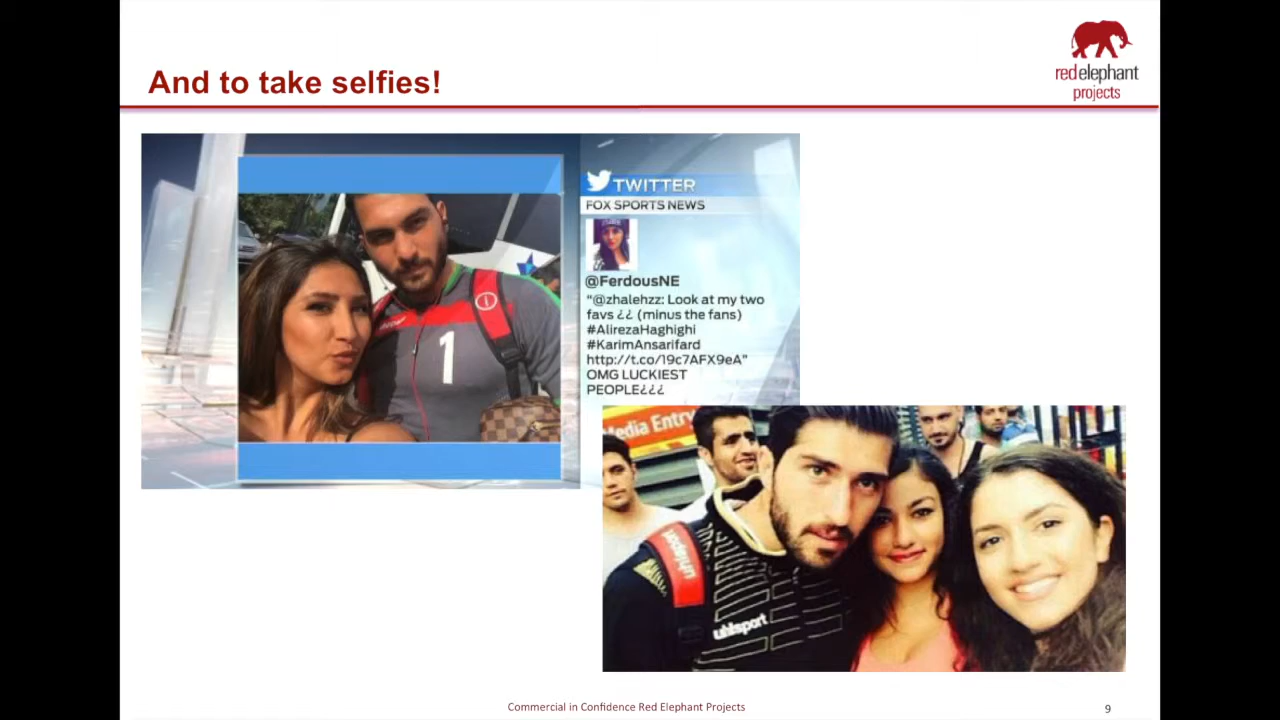 And to take selfies!
redelephant
projects
TWITTER
FOX SPORTS NEWS
@FerdousNE
"@zhalehzz: Look at my two
favs ¿¿ (minus the fans)
#AlirezaHaghighi
#KarimAnsarifard
http://t.co/19c7AFX9eA"
OMG LUCKIEST
PEOPLE¿¿¿
1
Media Entry
uhlsport
uhlsport
Commercial in Confidence Red Elephant Projects
9